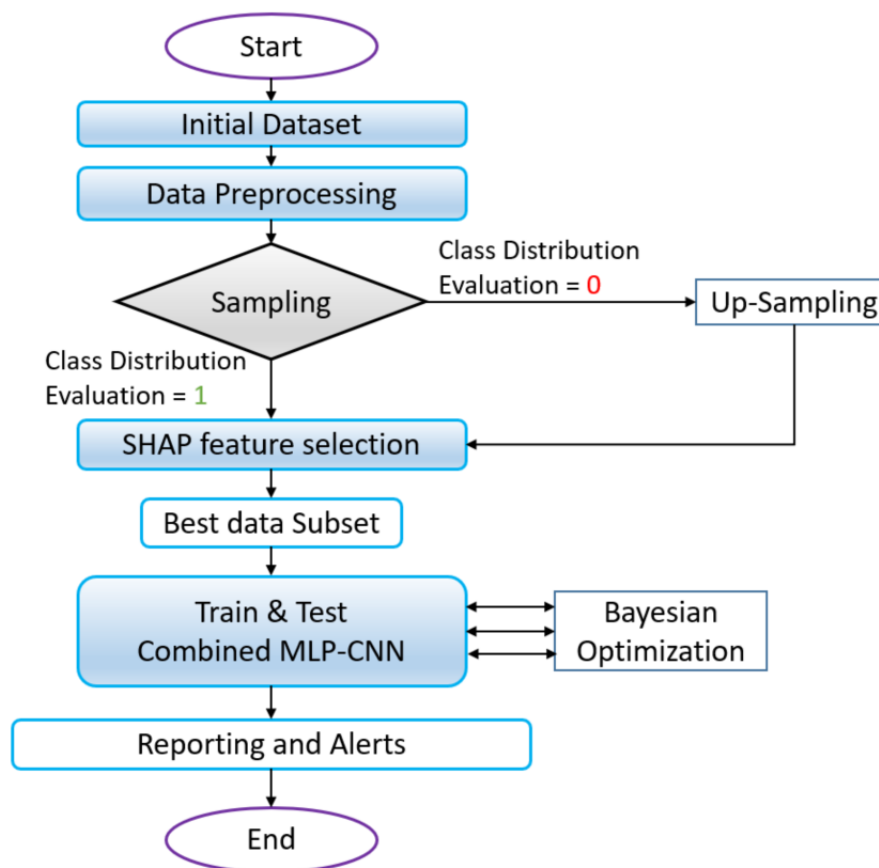 Start
Initial Dataset
Data Preprocessing
Class Distribution
Evaluation = 0
Sampling
Up-Sampling
Class Distribution
Evaluation = 1
SHAP feature selection
Best data Subset
Train & Test
Combined MLP-CNN
Bayesian
Optimization
Reporting and Alerts
End